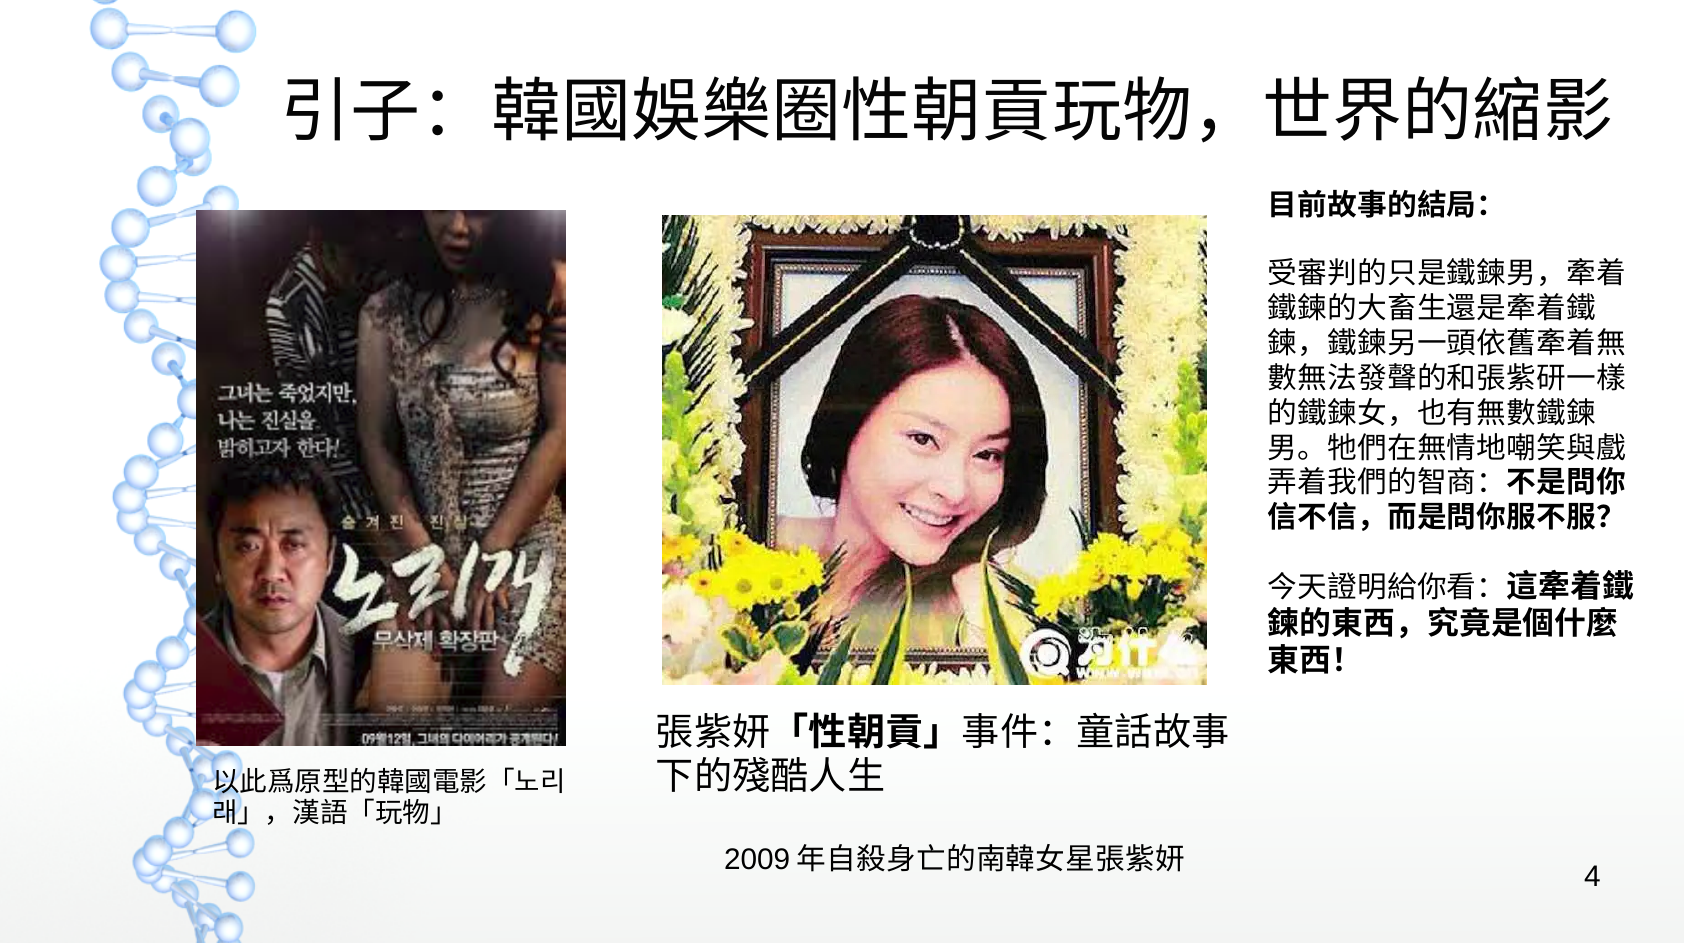 引子：韓國娛樂圈性朝貢玩物，世界的縮影
그녀는 죽었지만,
나는 진실을
밝히고자 한다!
숨겨진 진실
노리개
무삭제 확장판
09월12일, 그녀의 다이어리가 공개된다!
以此爲原型的韓國電影「노리
래」，漢語「玩物」
为什么
張紫妍「性朝貢」事件：童話故事
下的殘酷人生
2009年自殺身亡的南韓女星張紫妍
目前故事的結局：
受審判的只是鐵鍊男，牽着
鐵鍊的大畜生還是牽着鐵
鍊，鐵鍊另一頭依舊牽着無
數無法發聲的和張紫研一樣
的鐵鍊女，也有無數鐵鍊
男。牠們在無情地嘲笑與戲
弄着我們的智商：不是問你
信不信，而是問你服不服？
今天證明給你看：這牽着鐵
鍊的東西，究竟是個什麼
東西！
4